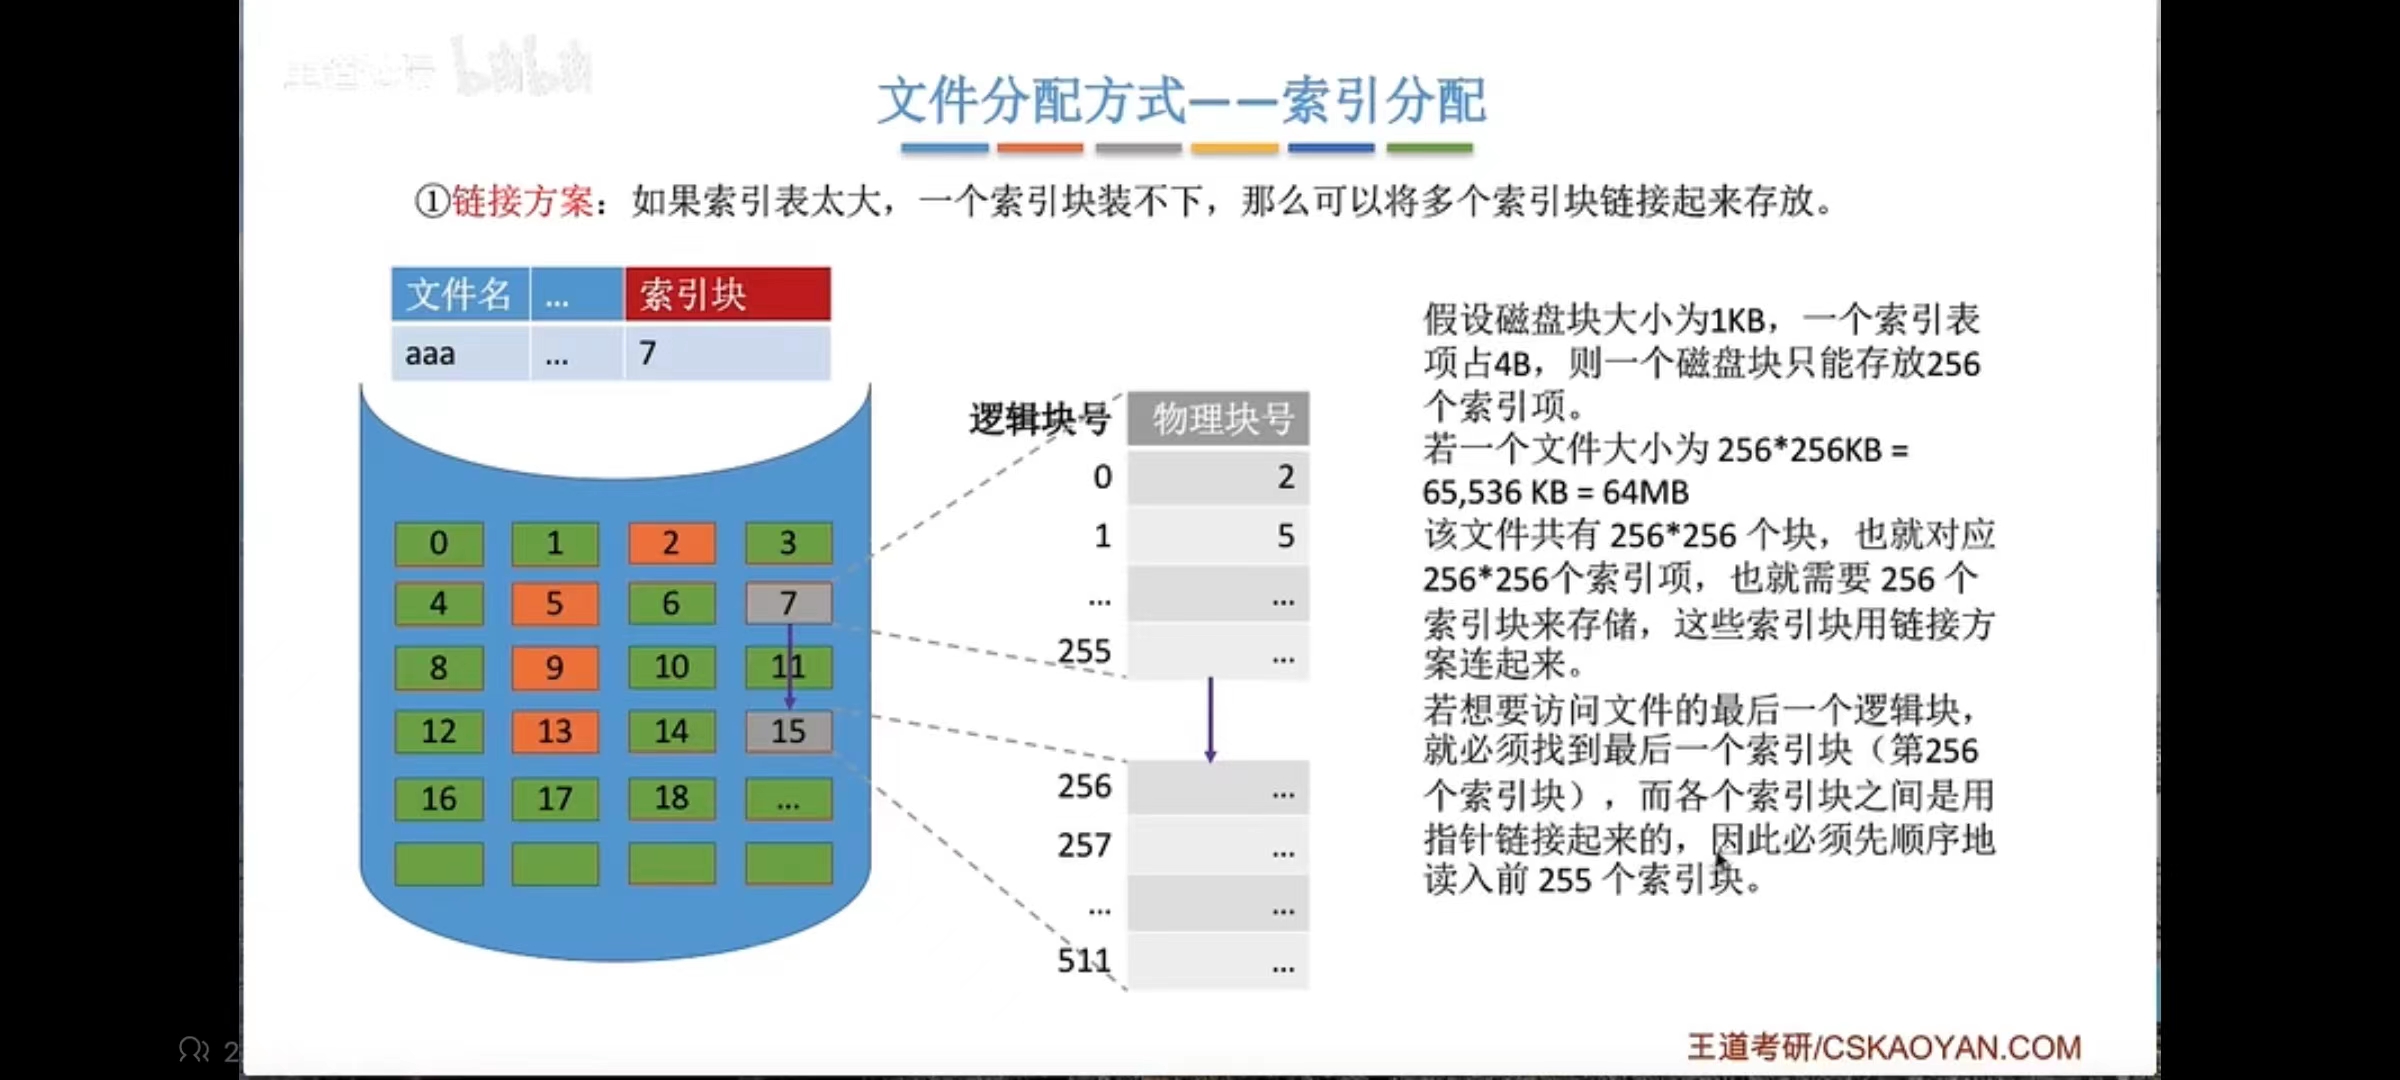 文件分配方式——索引分配
①链接方案：如果索引表太大，一个索引块装不下，那么可以将多个索引块链接起来存放。
文件名 ... 索引块
aaa ... 7
0 1 2 3
4 5 6 7
8 9 10 11
12 13 14 15
16 17 18 ...
逻辑块号 物理块号
0 2
1 5
... ...
255 ...
256 ...
257 ...
... ...
511 ...
假设磁盘块大小为1KB，一个索引表
项占4B，则一个磁盘块只能存放256
个索引项。
若一个文件大小为 256*256KB =
65,536 KB = 64MB
该文件共有 256*256 个块，也就对应
256*256个索引项，也就需要 256 个
索引块来存储，这些索引块用链接方
案连起来。
若想要访问文件的最后一个逻辑块，
就必须找到最后一个索引块（第256
个索引块），而各个索引块之间是用
指针链接起来的，因此必须先顺序地
读入前 255 个索引块。
王道考研/CSKAOYAN.COM
2